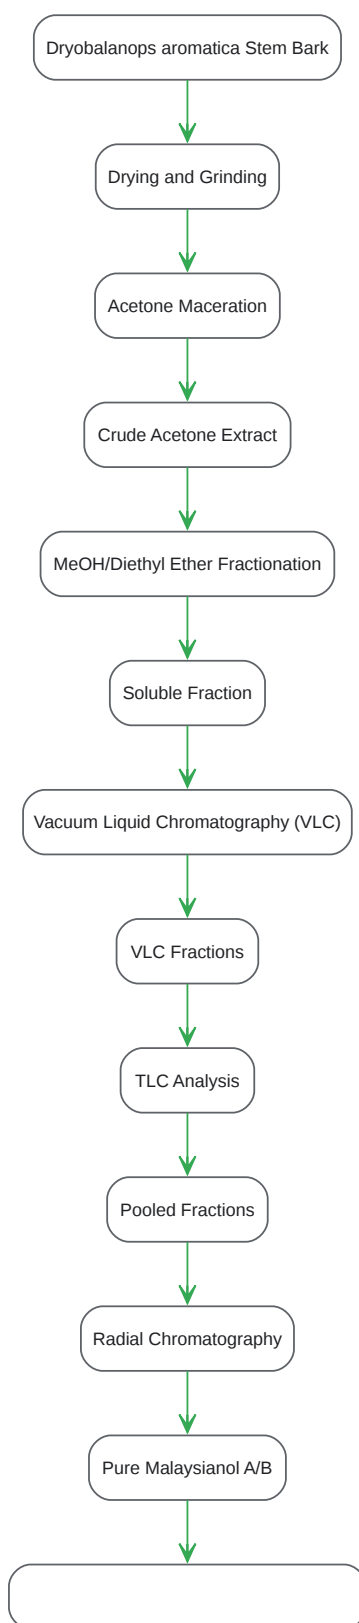 Dryobalanops aromatica Stem Bark
Drying and Grinding
Acetone Maceration
Crude Acetone Extract
MeOH/Diethyl Ether Fractionation
Soluble Fraction
Vacuum Liquid Chromatography (VLC)
VLC Fractions
TLC Analysis
Pooled Fractions
Radial Chromatography
Pure Malaysianol A/B